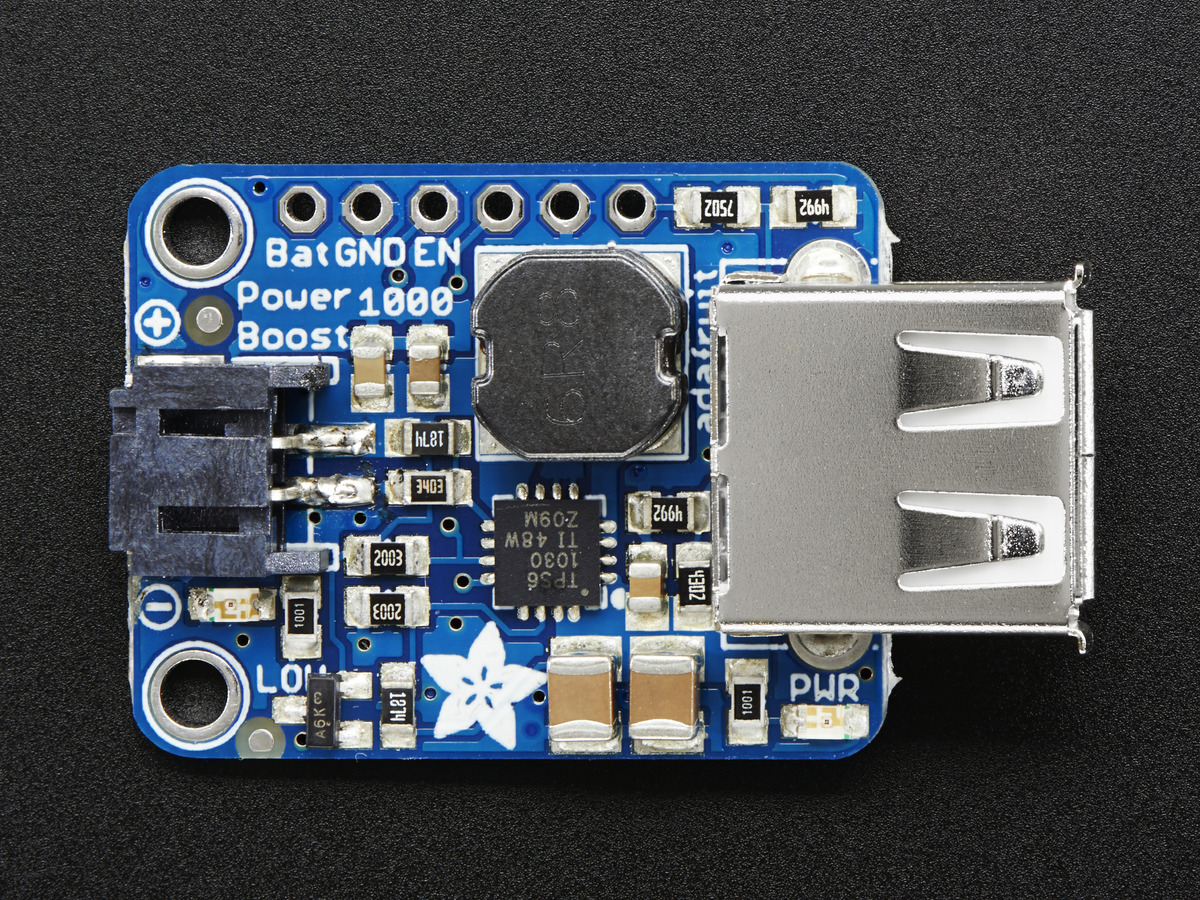 7502
4992
Bat GND EN
Power 1000
Boost
6R8
adafruit
1874
3403
TPS6
1030
TI 48W
Z09M
4992
2003
2003
4302
1001
LOW
A6K
1874
1001
PWR